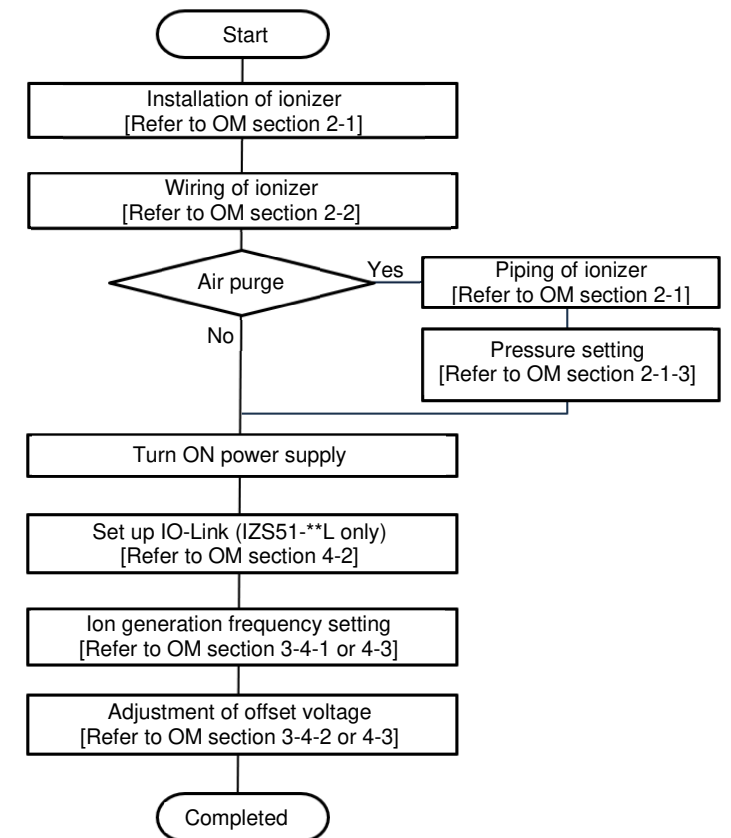 Start
Installation of ionizer
[Refer to OM section 2-1]
Wiring of ionizer
[Refer to OM section 2-2]
Air purge
Yes
Piping of ionizer
[Refer to OM section 2-1]
Pressure setting
[Refer to OM section 2-1-3]
No
Turn ON power supply
Set up IO-Link (IZS51-**L only)
[Refer to OM section 4-2]
Ion generation frequency setting
[Refer to OM section 3-4-1 or 4-3]
Adjustment of offset voltage
[Refer to OM section 3-4-2 or 4-3]
Completed